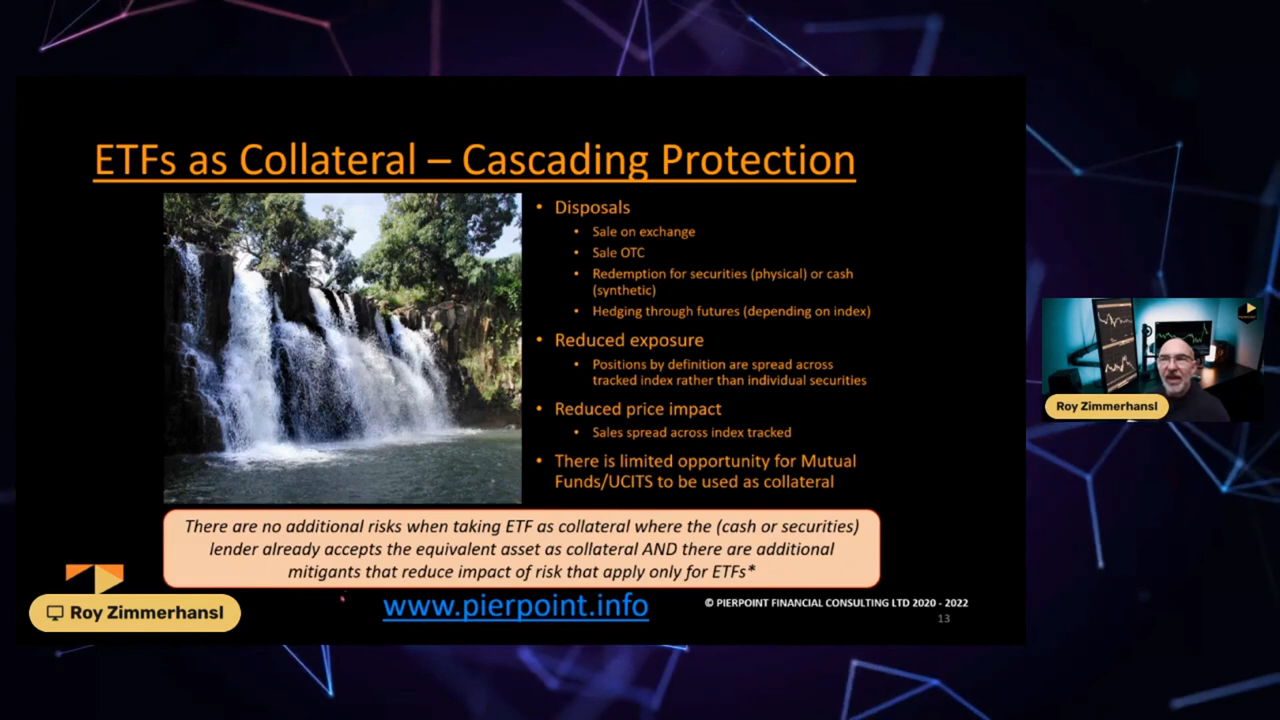 ETFs as Collateral – Cascading Protection
• Disposals
• Sale on exchange
• Sale OTC
• Redemption for securities (physical) or cash
(synthetic)
• Hedging through futures (depending on index)
• Reduced exposure
• Positions by definition are spread across
tracked index rather than individual securities
• Reduced price impact
• Sales spread across index tracked
• There is limited opportunity for Mutual
Funds/UCITS to be used as collateral
There are no additional risks when taking ETF as collateral where the (cash or securities)
lender already accepts the equivalent asset as collateral AND there are additional
mitigants that reduce impact of risk that apply only for ETFs*
www.pierpoint.info
© PIERPOINT FINANCIAL CONSULTING LTD 2020 - 2022
13
Roy Zimmerhansl
Roy Zimmerhansl